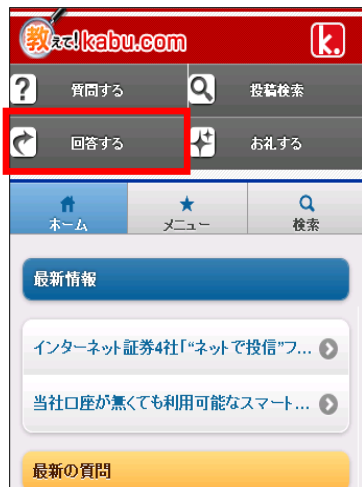 教えて!kabu.com
k.
? 質問する 投稿検索
回答する お礼する
ホーム メニュー 検索
最新情報
インターネット証券4社「“ネットで投信”フ...
当社口座が無くても利用可能なスマート...
最新の質問